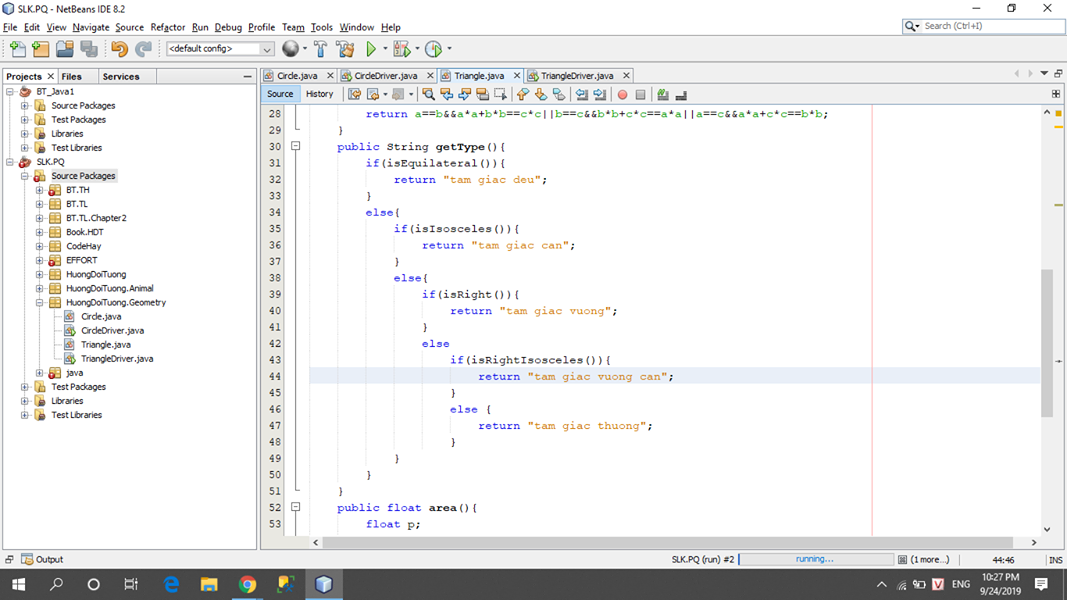 SLK.PQ - NetBeans IDE 8.2
File Edit View Navigate Source Refactor Run Debug Profile Team Tools Window Help
Search (Ctrl+I)
<default config>
Projects Files Services
Circle.java CircleDriver.java Triangle.java TriangleDriver.java
Source History
BT_Java1
Source Packages
Test Packages
Libraries
Test Libraries
SLK.PQ
Source Packages
BT.TH
BT.TL
BT.TL.Chapter2
Book.HDT
CodeHay
EFFORT
HuongDoiTuong
HuongDoiTuong.Animal
HuongDoiTuong.Geometry
Circle.java
CircleDriver.java
Triangle.java
TriangleDriver.java
java
Test Packages
Libraries
Test Libraries
28 return a==b&&a*a+b*b==c*c||b==c&&b*b+c*c==a*a||a==c&&a*a+c*c==b*b;
29 }
30 public String getType(){
31 if(isEquilateral()){
32 return "tam giac deu";
33 }
34 else{
35 if(isIsosceles()){
36 return "tam giac can";
37 }
38 else{
39 if(isRight()){
40 return "tam giac vuong";
41 }
42 else
43 if(isRightIsosceles()){
44 return "tam giac vuong can";
45 }
46 else {
47 return "tam giac thuong";
48 }
49 }
50 }
51 }
52 public float area(){
53 float p;
Output
SLK.PQ (run) #2 running... (1 more...) 44:46 INS
V ENG 10:27 PM
9/24/2019